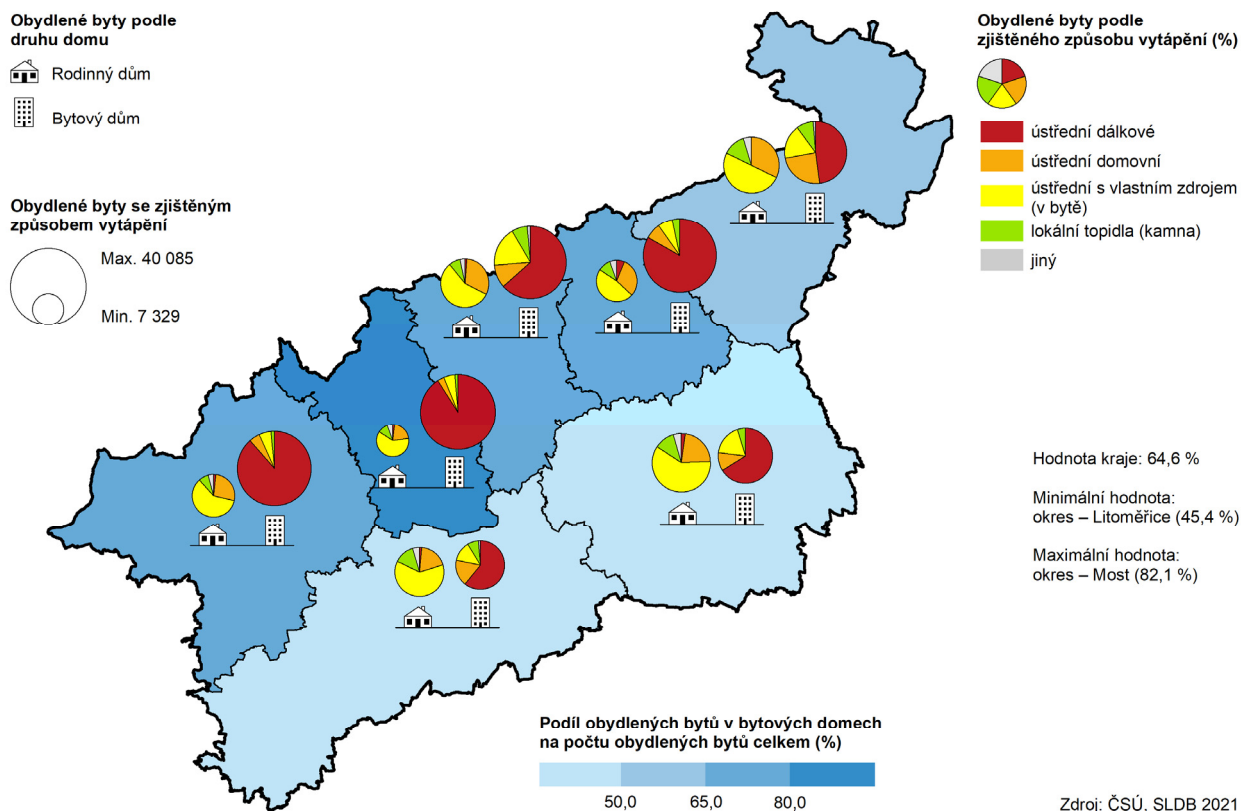 Obydlené byty podle
druhu domu
Rodinný dům
Bytový dům
Obydlené byty se zjištěným
způsobem vytápění
Max. 40 085
Min. 7 329
Obydlené byty podle
zjištěného způsobu vytápění (%)
ústřední dálkové
ústřední domovní
ústřední s vlastním zdrojem
(v bytě)
lokální topidla (kamna)
jiný
Hodnota kraje: 64,6 %
Minimální hodnota:
okres – Litoměřice (45,4 %)
Maximální hodnota:
okres – Most (82,1 %)
Podíl obydlených bytů v bytových domech
na počtu obydlených bytů celkem (%)
50,0 65,0 80,0
Zdroj: ČSÚ, SLDB 2021